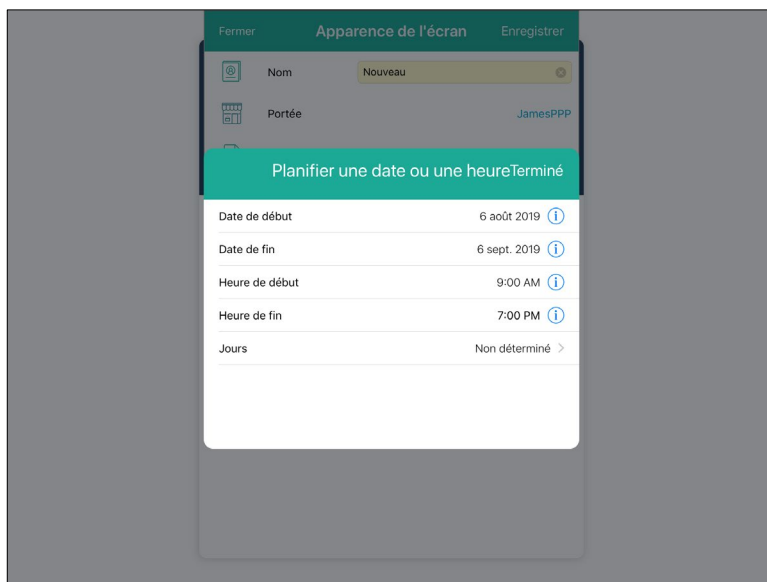 Fermer Apparence de l'écran Enregistrer
Nom Nouveau
Portée JamesPPP
Planifier une date ou une heureTerminé
Date de début 6 août 2019
Date de fin 6 sept. 2019
Heure de début 9:00 AM
Heure de fin 7:00 PM
Jours Non déterminé